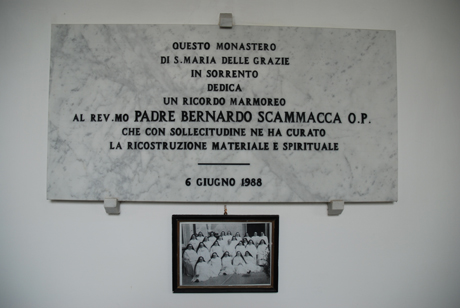 QUESTO MONASTERO
DI S. MARIA DELLE GRAZIE
IN SORRENTO
DEDICA
UN RICORDO MARMOREO
AL REV.MO PADRE BERNARDO SCAMMACCA O.P.
CHE CON SOLLECITUDINE NE HA CURATO
LA RICOSTRUZIONE MATERIALE E SPIRITUALE
6 GIUGNO 1988